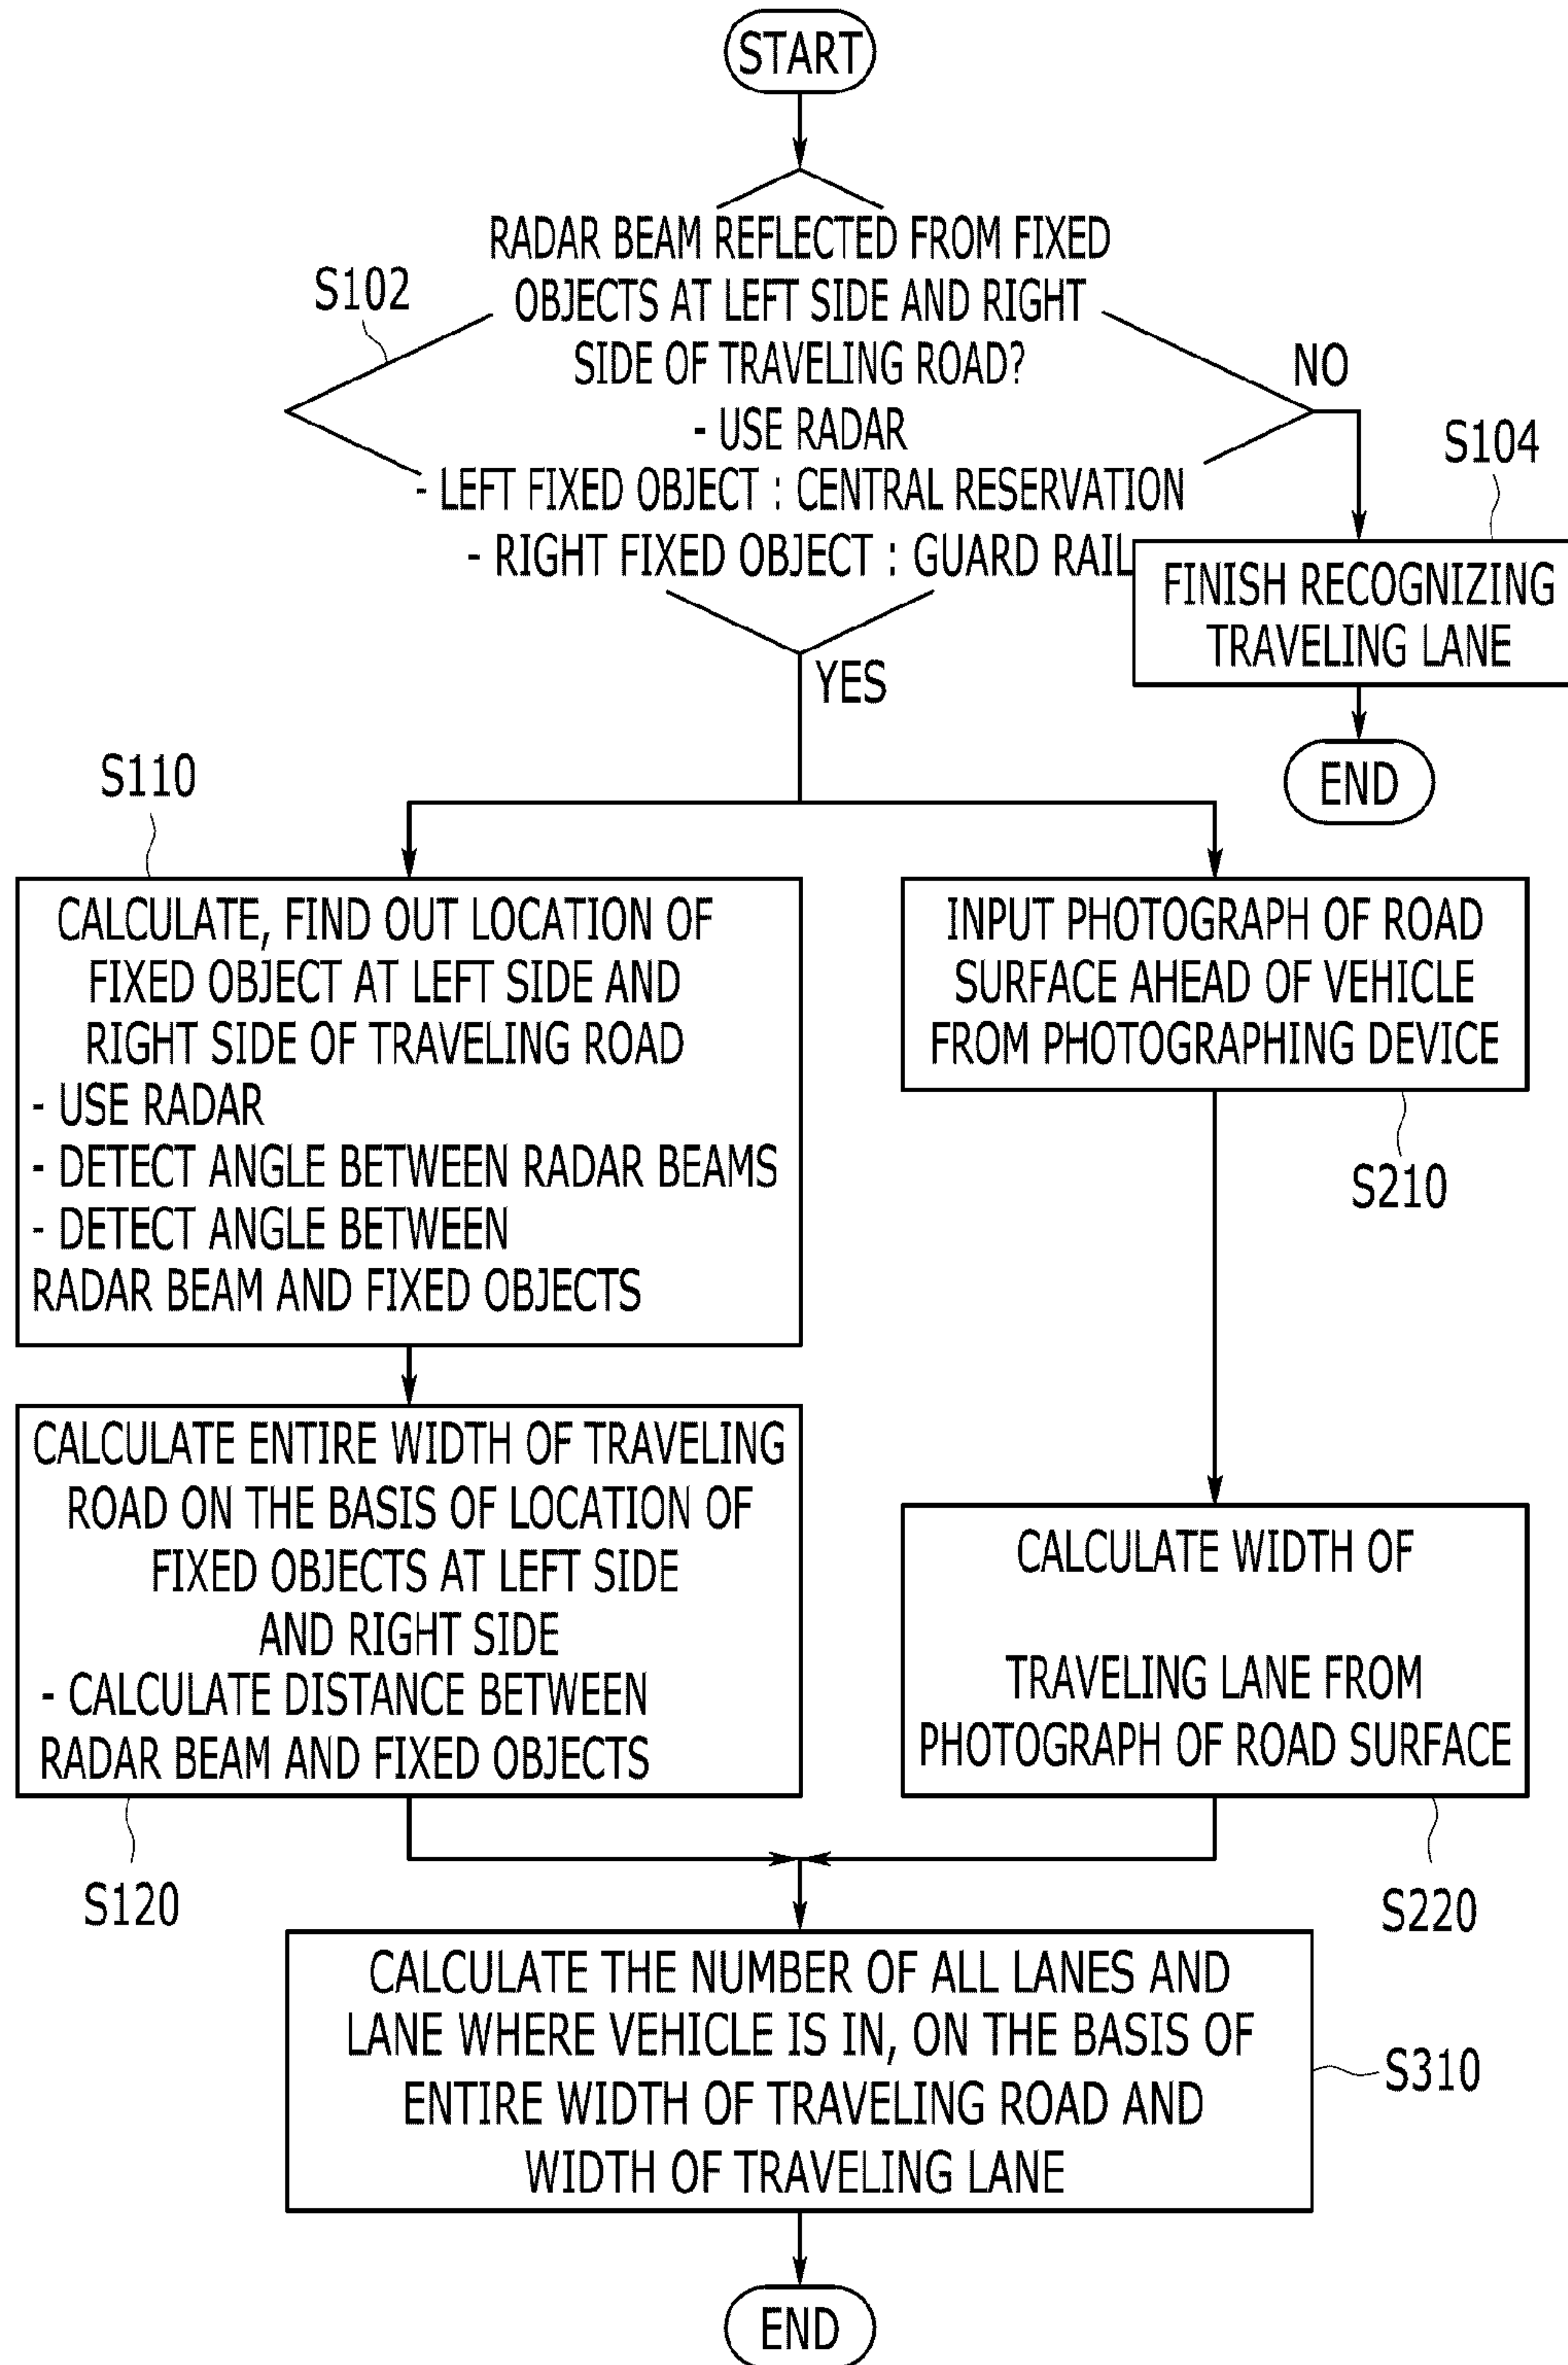 START
RADAR BEAM REFLECTED FROM FIXED
OBJECTS AT LEFT SIDE AND RIGHT
SIDE OF TRAVELING ROAD?
- USE RADAR
- LEFT FIXED OBJECT : CENTRAL RESERVATION
- RIGHT FIXED OBJECT : GUARD RAIL
S102
NO
S104
FINISH RECOGNIZING
TRAVELING LANE
END
YES
S110
CALCULATE, FIND OUT LOCATION OF
FIXED OBJECT AT LEFT SIDE AND
RIGHT SIDE OF TRAVELING ROAD
- USE RADAR
- DETECT ANGLE BETWEEN RADAR BEAMS
- DETECT ANGLE BETWEEN
RADAR BEAM AND FIXED OBJECTS
INPUT PHOTOGRAPH OF ROAD
SURFACE AHEAD OF VEHICLE
FROM PHOTOGRAPHING DEVICE
S210
CALCULATE ENTIRE WIDTH OF TRAVELING
ROAD ON THE BASIS OF LOCATION OF
FIXED OBJECTS AT LEFT SIDE
AND RIGHT SIDE
- CALCULATE DISTANCE BETWEEN
RADAR BEAM AND FIXED OBJECTS
S120
CALCULATE WIDTH OF
TRAVELING LANE FROM
PHOTOGRAPH OF ROAD SURFACE
S220
CALCULATE THE NUMBER OF ALL LANES AND
LANE WHERE VEHICLE IS IN, ON THE BASIS OF
ENTIRE WIDTH OF TRAVELING ROAD AND
WIDTH OF TRAVELING LANE
S310
END